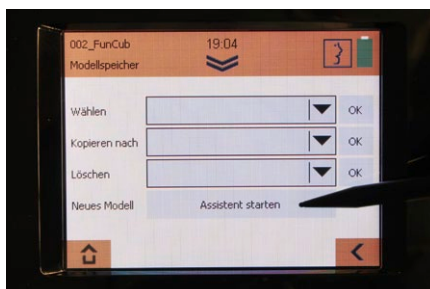 002_FunCub 19:04
Modellspeicher
Wählen OK
Kopieren nach OK
Löschen OK
Neues Modell Assistent starten